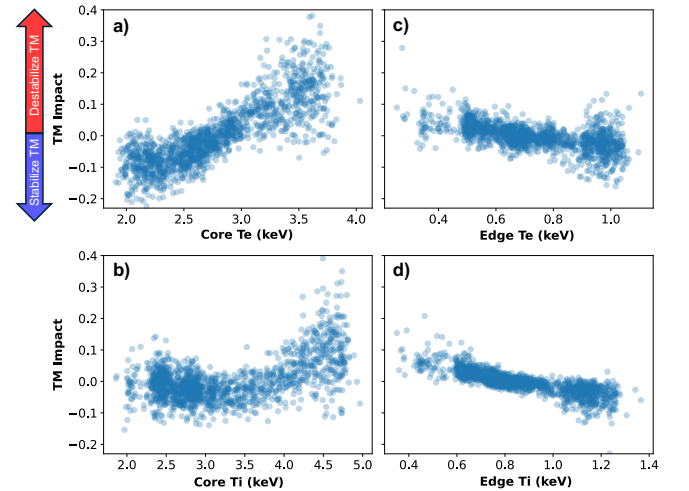 Destabilize TM
Stabilize TM
a)
TM Impact
0.4
0.3
0.2
0.1
0.0
−0.1
−0.2
2.0 2.5 3.0 3.5 4.0
Core Te (keV)
c)
0.4 0.6 0.8 1.0
Edge Te (keV)
b)
TM Impact
0.4
0.3
0.2
0.1
0.0
−0.1
−0.2
2.0 2.5 3.0 3.5 4.0 4.5 5.0
Core Ti (keV)
d)
0.4 0.6 0.8 1.0 1.2 1.4
Edge Ti (keV)